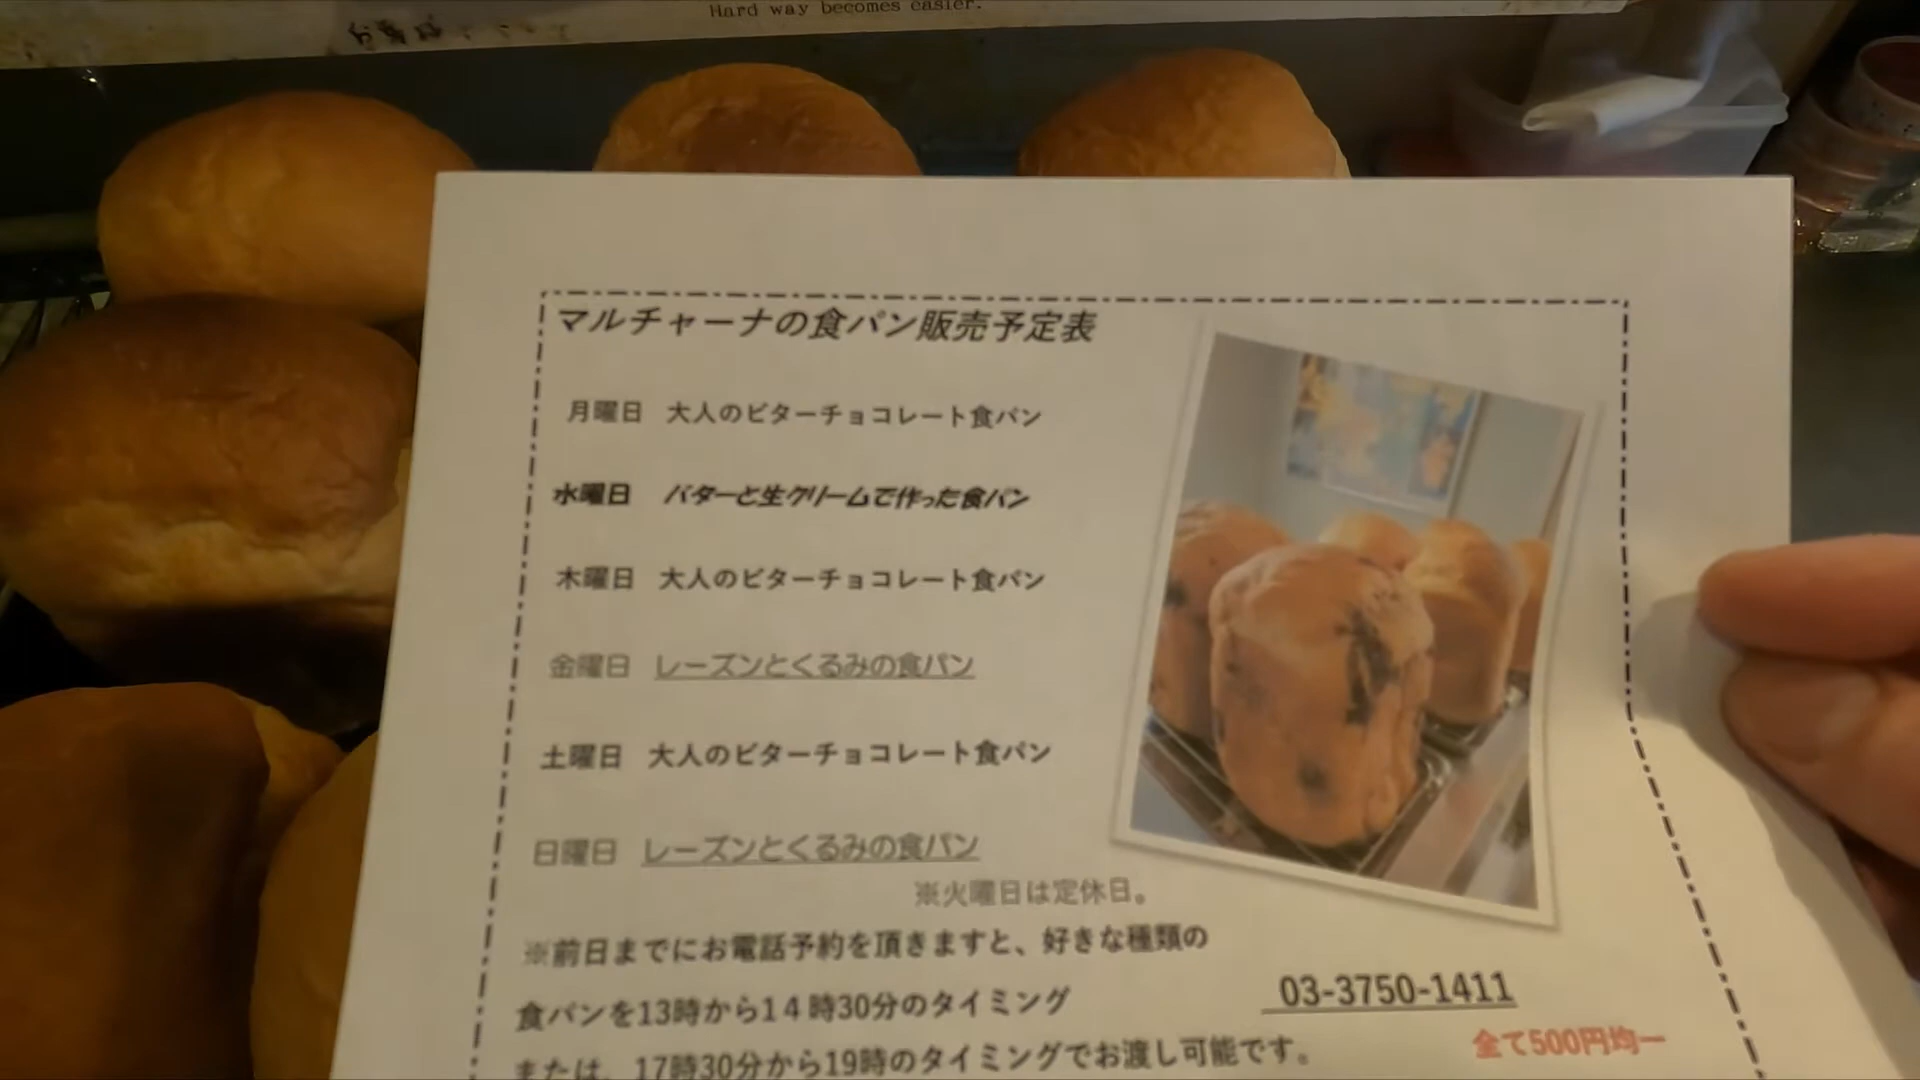 Hard way becomes easier.
マルチャーナの食パン販売予定表
月曜日 大人のビターチョコレート食パン
水曜日 バターと生クリームで作った食パン
木曜日 大人のビターチョコレート食パン
金曜日 レーズンとくるみの食パン
土曜日 大人のビターチョコレート食パン
日曜日 レーズンとくるみの食パン
※火曜日は定休日。
※前日までにお電話予約を頂きますと、好きな種類の
食パンを13時から14時30分のタイミング
または、17時30分から19時のタイミングでお渡し可能です。
03-3750-1411
全て500円均一